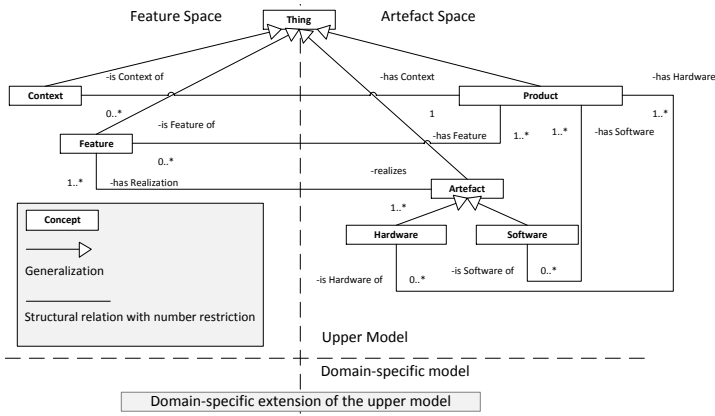 Feature Space
Thing
Artefact Space
-is Context of
-has Context
-has Hardware
Context
Product
0..*
1
1..*
-is Feature of
-has Feature
1..*
1..*
-has Software
Feature
0..*
-realizes
1..*
-has Realization
Artefact
1..*
Concept
Hardware
Software
Generalization
-is Hardware of
0..*
-is Software of
0..*
Structural relation with number restriction
Upper Model
Domain-specific model
Domain-specific extension of the upper model